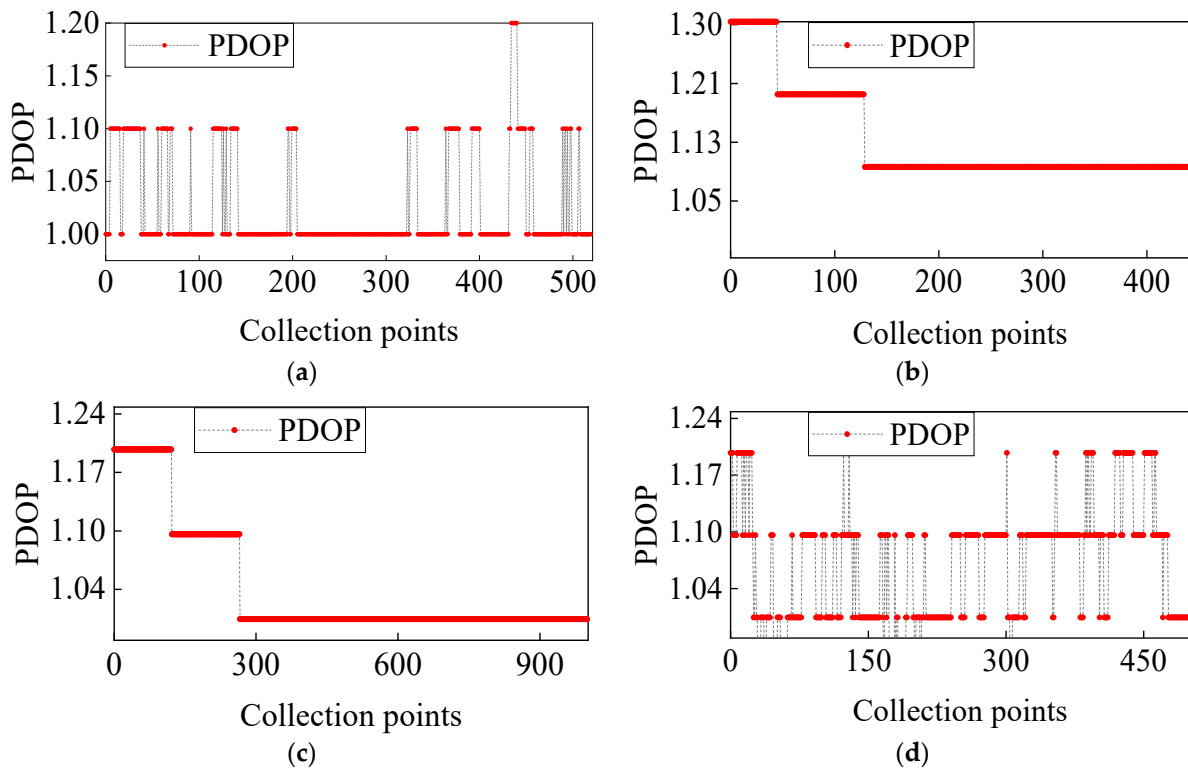 1.20
1.15
1.10
1.05
1.00
PDOP
PDOP
0 100 200 300 400 500
Collection points
(a)
1.30
1.21
1.13
1.05
PDOP
PDOP
0 100 200 300 400
Collection points
(b)
1.24
1.17
1.10
1.04
PDOP
PDOP
0 300 600 900
Collection points
(c)
1.24
1.17
1.10
1.04
PDOP
PDOP
0 150 300 450
Collection points
(d)